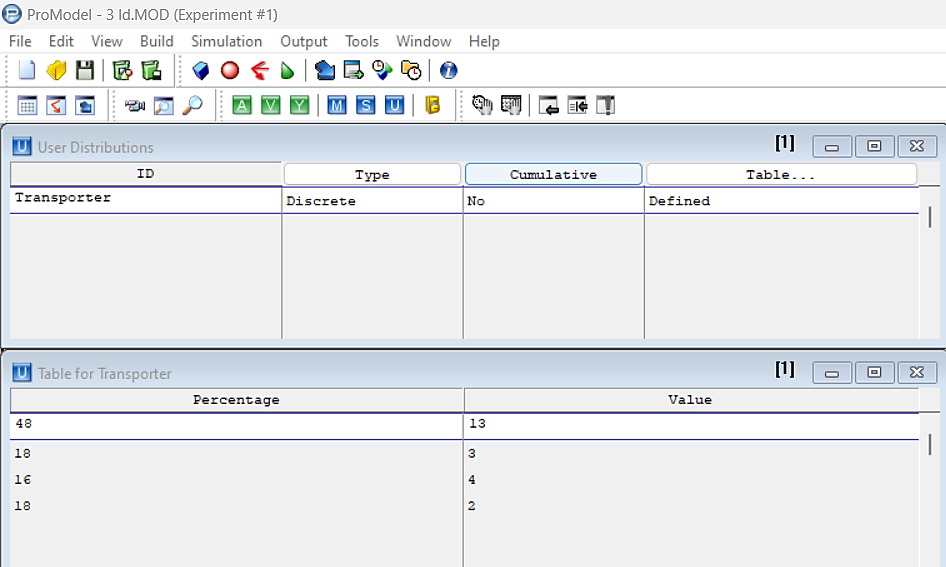 ProModel - 3 ld.MOD (Experiment #1)
File Edit View Build Simulation Output Tools Window Help
A V Y M S U
U User Distributions [1]
ID Type Cumulative Table...
Transporter Discrete No Defined
U Table for Transporter [1]
Percentage Value
48 13
18 3
16 4
18 2